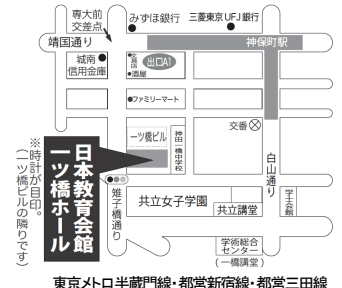 専大前
交差点
みずほ銀行
三菱東京UFJ銀行
靖国通り
神保町駅
城南
信用金庫
文具店
出口A1
酒屋
ファミリーマート
一ツ橋ビル
神田一橋中学校
交番
白山通り
日本教育会館
一ツ橋ホール
※時計が目印。
(一ツ橋ビルの隣りです)
雉子橋通り
共立女子学園
共立講堂
学士会館
学術総合
センター
(一橋講堂)
東京メトロ半蔵門線・都営新宿線・都営三田線